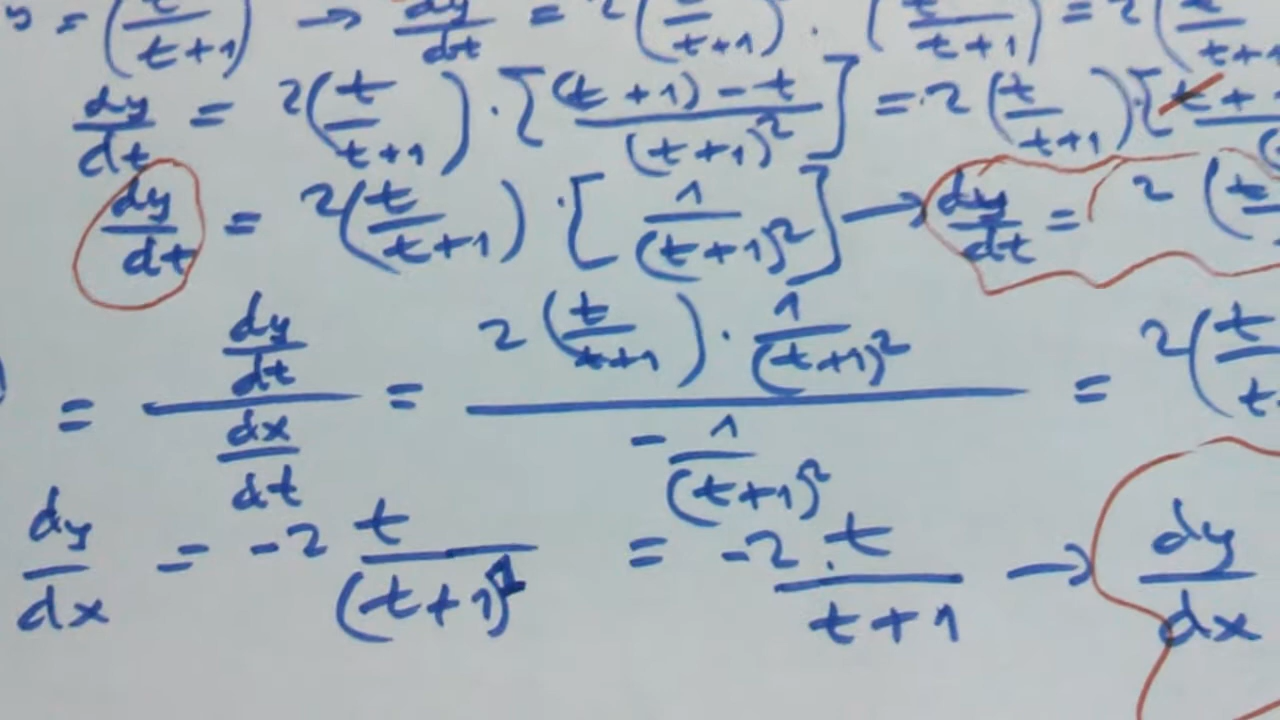 y = (t/t+1) → dy/dt = 2(t/t+1) · (t/t+1) = 2(t/t+1
dy/dt = 2(t/t+1) · [(t+1)-t/(t+1)²] = 2(t/t+1) · [t+
dy/dt = 2(t/t+1) · [1/(t+1)²] → dy/dt = 2(t
= dy/dt / dx/dt = 2(t/t+1) · 1/(t+1)² / -1/(t+1)² = 2(t/t
dy/dx = -2 t/(t+1) = -2 · t/t+1 → dy/dx